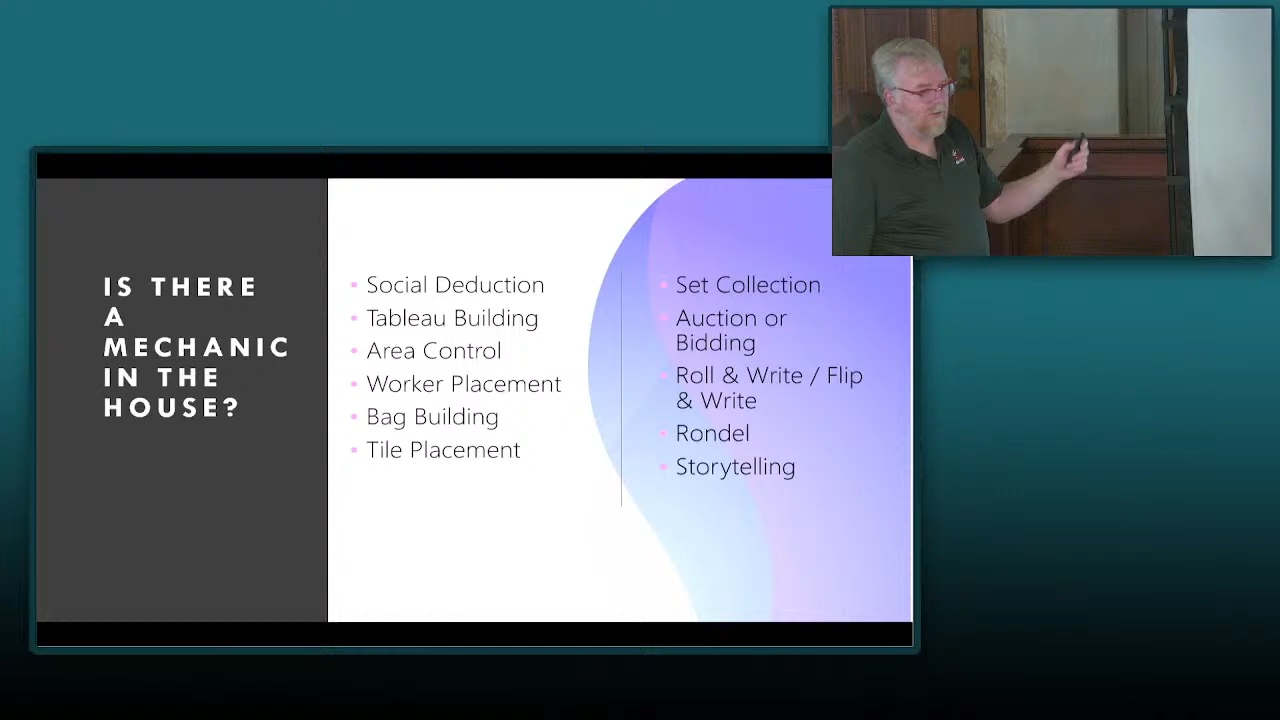 IS THERE
A
MECHANIC
IN THE
HOUSE?
• Social Deduction
• Tableau Building
• Area Control
• Worker Placement
• Bag Building
• Tile Placement
• Set Collection
• Auction or
Bidding
• Roll & Write / Flip
& Write
• Rondel
• Storytelling